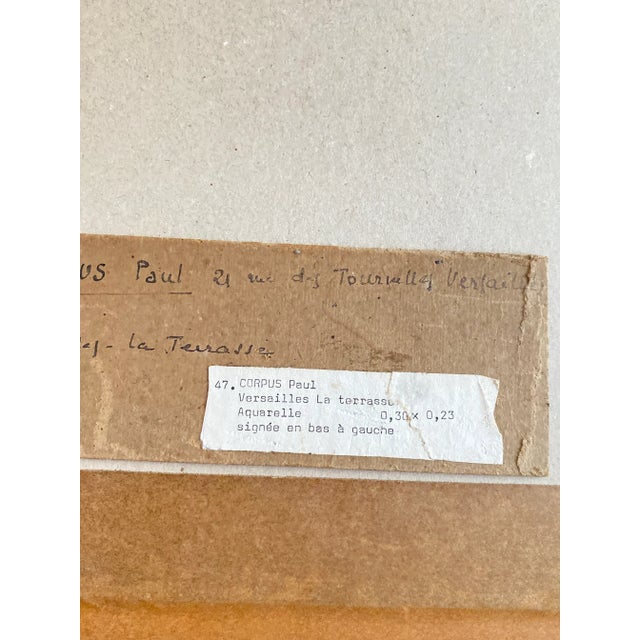 US Paul 21 rue des Tournelles Versailles
les - la Terrasse
47. CORPUS Paul
Versailles La terrasse
Aquarelle 0,30 x 0,23
signée en bas à gauche